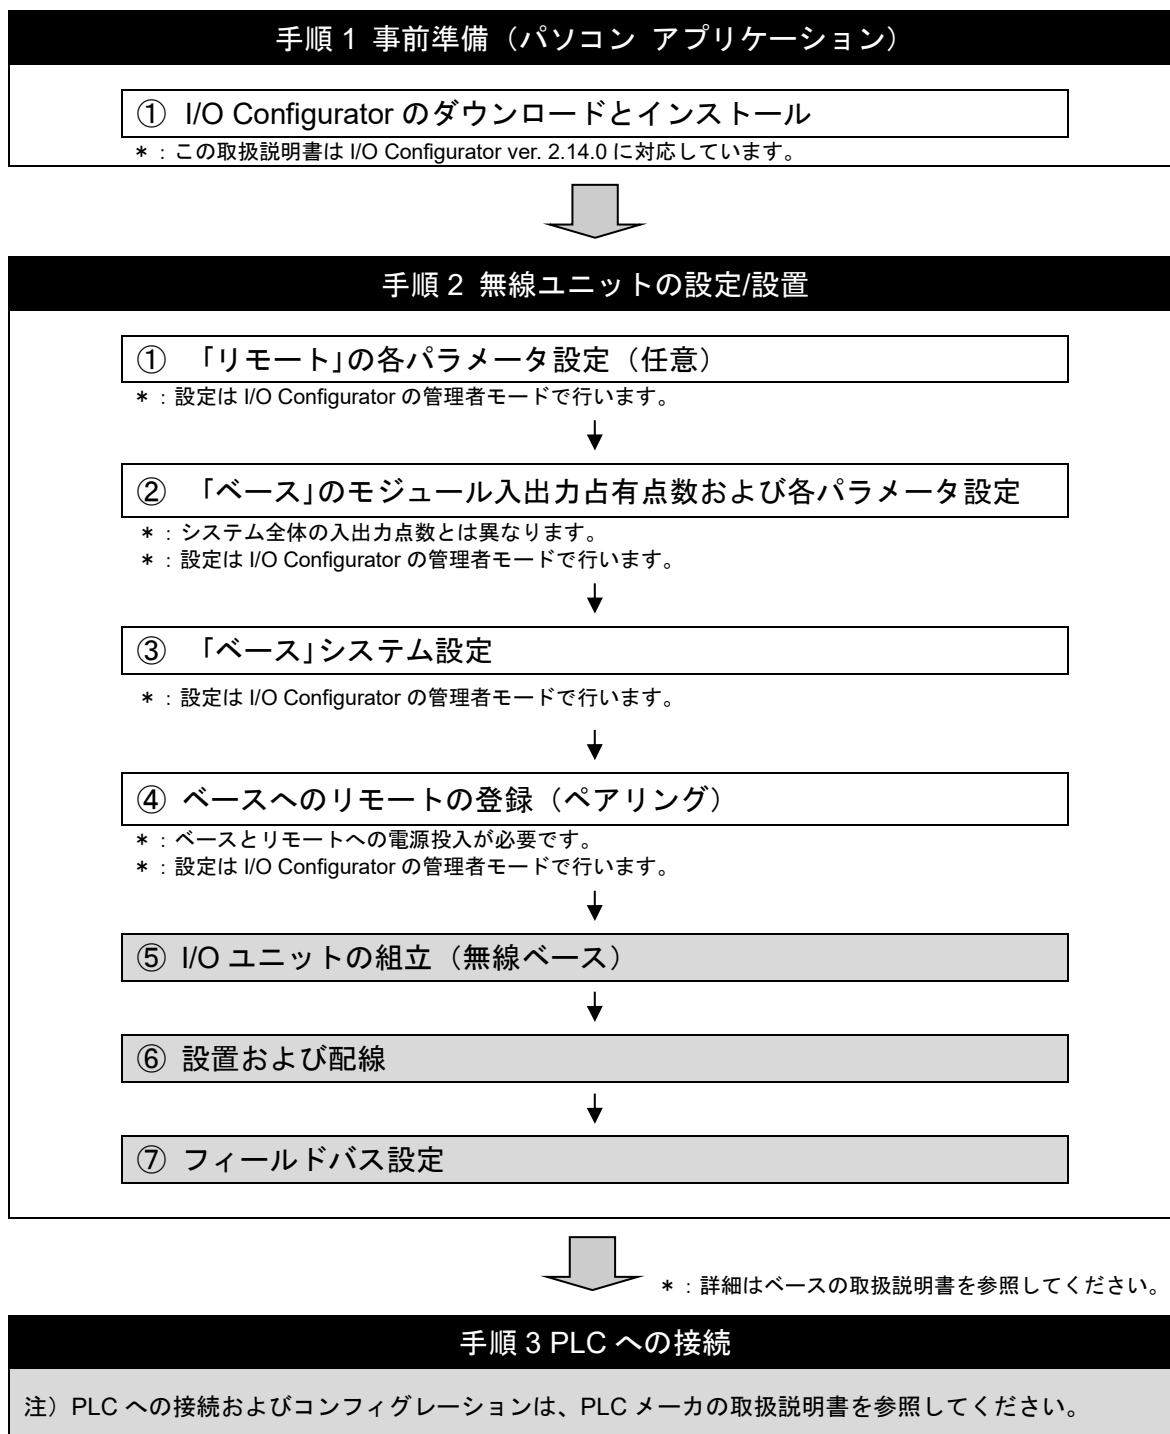 手順 1 事前準備（パソコン アプリケーション）
① I/O Configurator のダウンロードとインストール
*：この取扱説明書は I/O Configurator ver. 2.14.0 に対応しています。
手順 2 無線ユニットの設定/設置
① 「リモート」の各パラメータ設定（任意）
*：設定は I/O Configurator の管理者モードで行います。
② 「ベース」のモジュール入出力占有点数および各パラメータ設定
*：システム全体の入出力点数とは異なります。
*：設定は I/O Configurator の管理者モードで行います。
③ 「ベース」システム設定
*：設定は I/O Configurator の管理者モードで行います。
④ ベースへのリモートの登録（ペアリング）
*：ベースとリモートへの電源投入が必要です。
*：設定は I/O Configurator の管理者モードで行います。
⑤ I/O ユニットの組立（無線ベース）
⑥ 設置および配線
⑦ フィールドバス設定
*：詳細はベースの取扱説明書を参照してください。
手順 3 PLC への接続
注）PLC への接続およびコンフィグレーションは、PLC メーカの取扱説明書を参照してください。